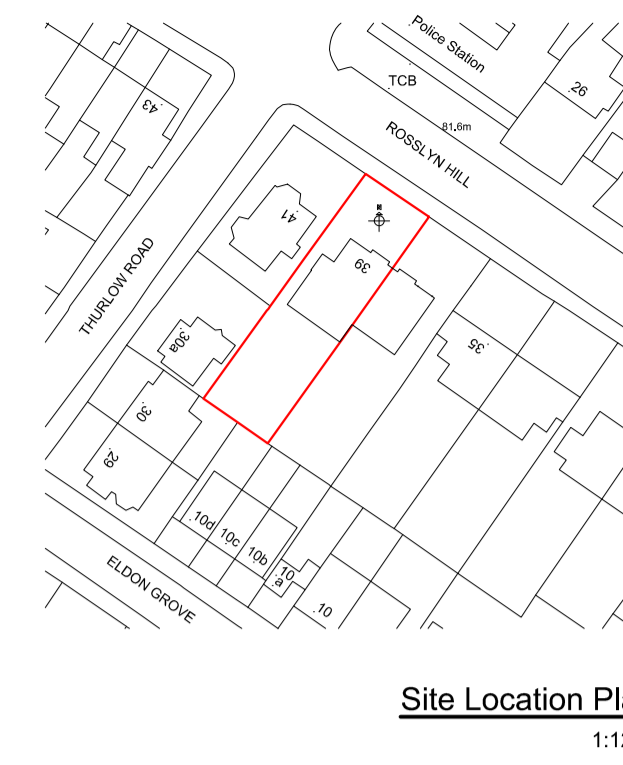 Police Station
TCB
26
43
ROSSLYN HILL
81.6m
41
N
39
THURLOW ROAD
30a
35
30
29
10d
10c
10b
10
a
10
ELDON GROVE
Site Location Pl
1:12